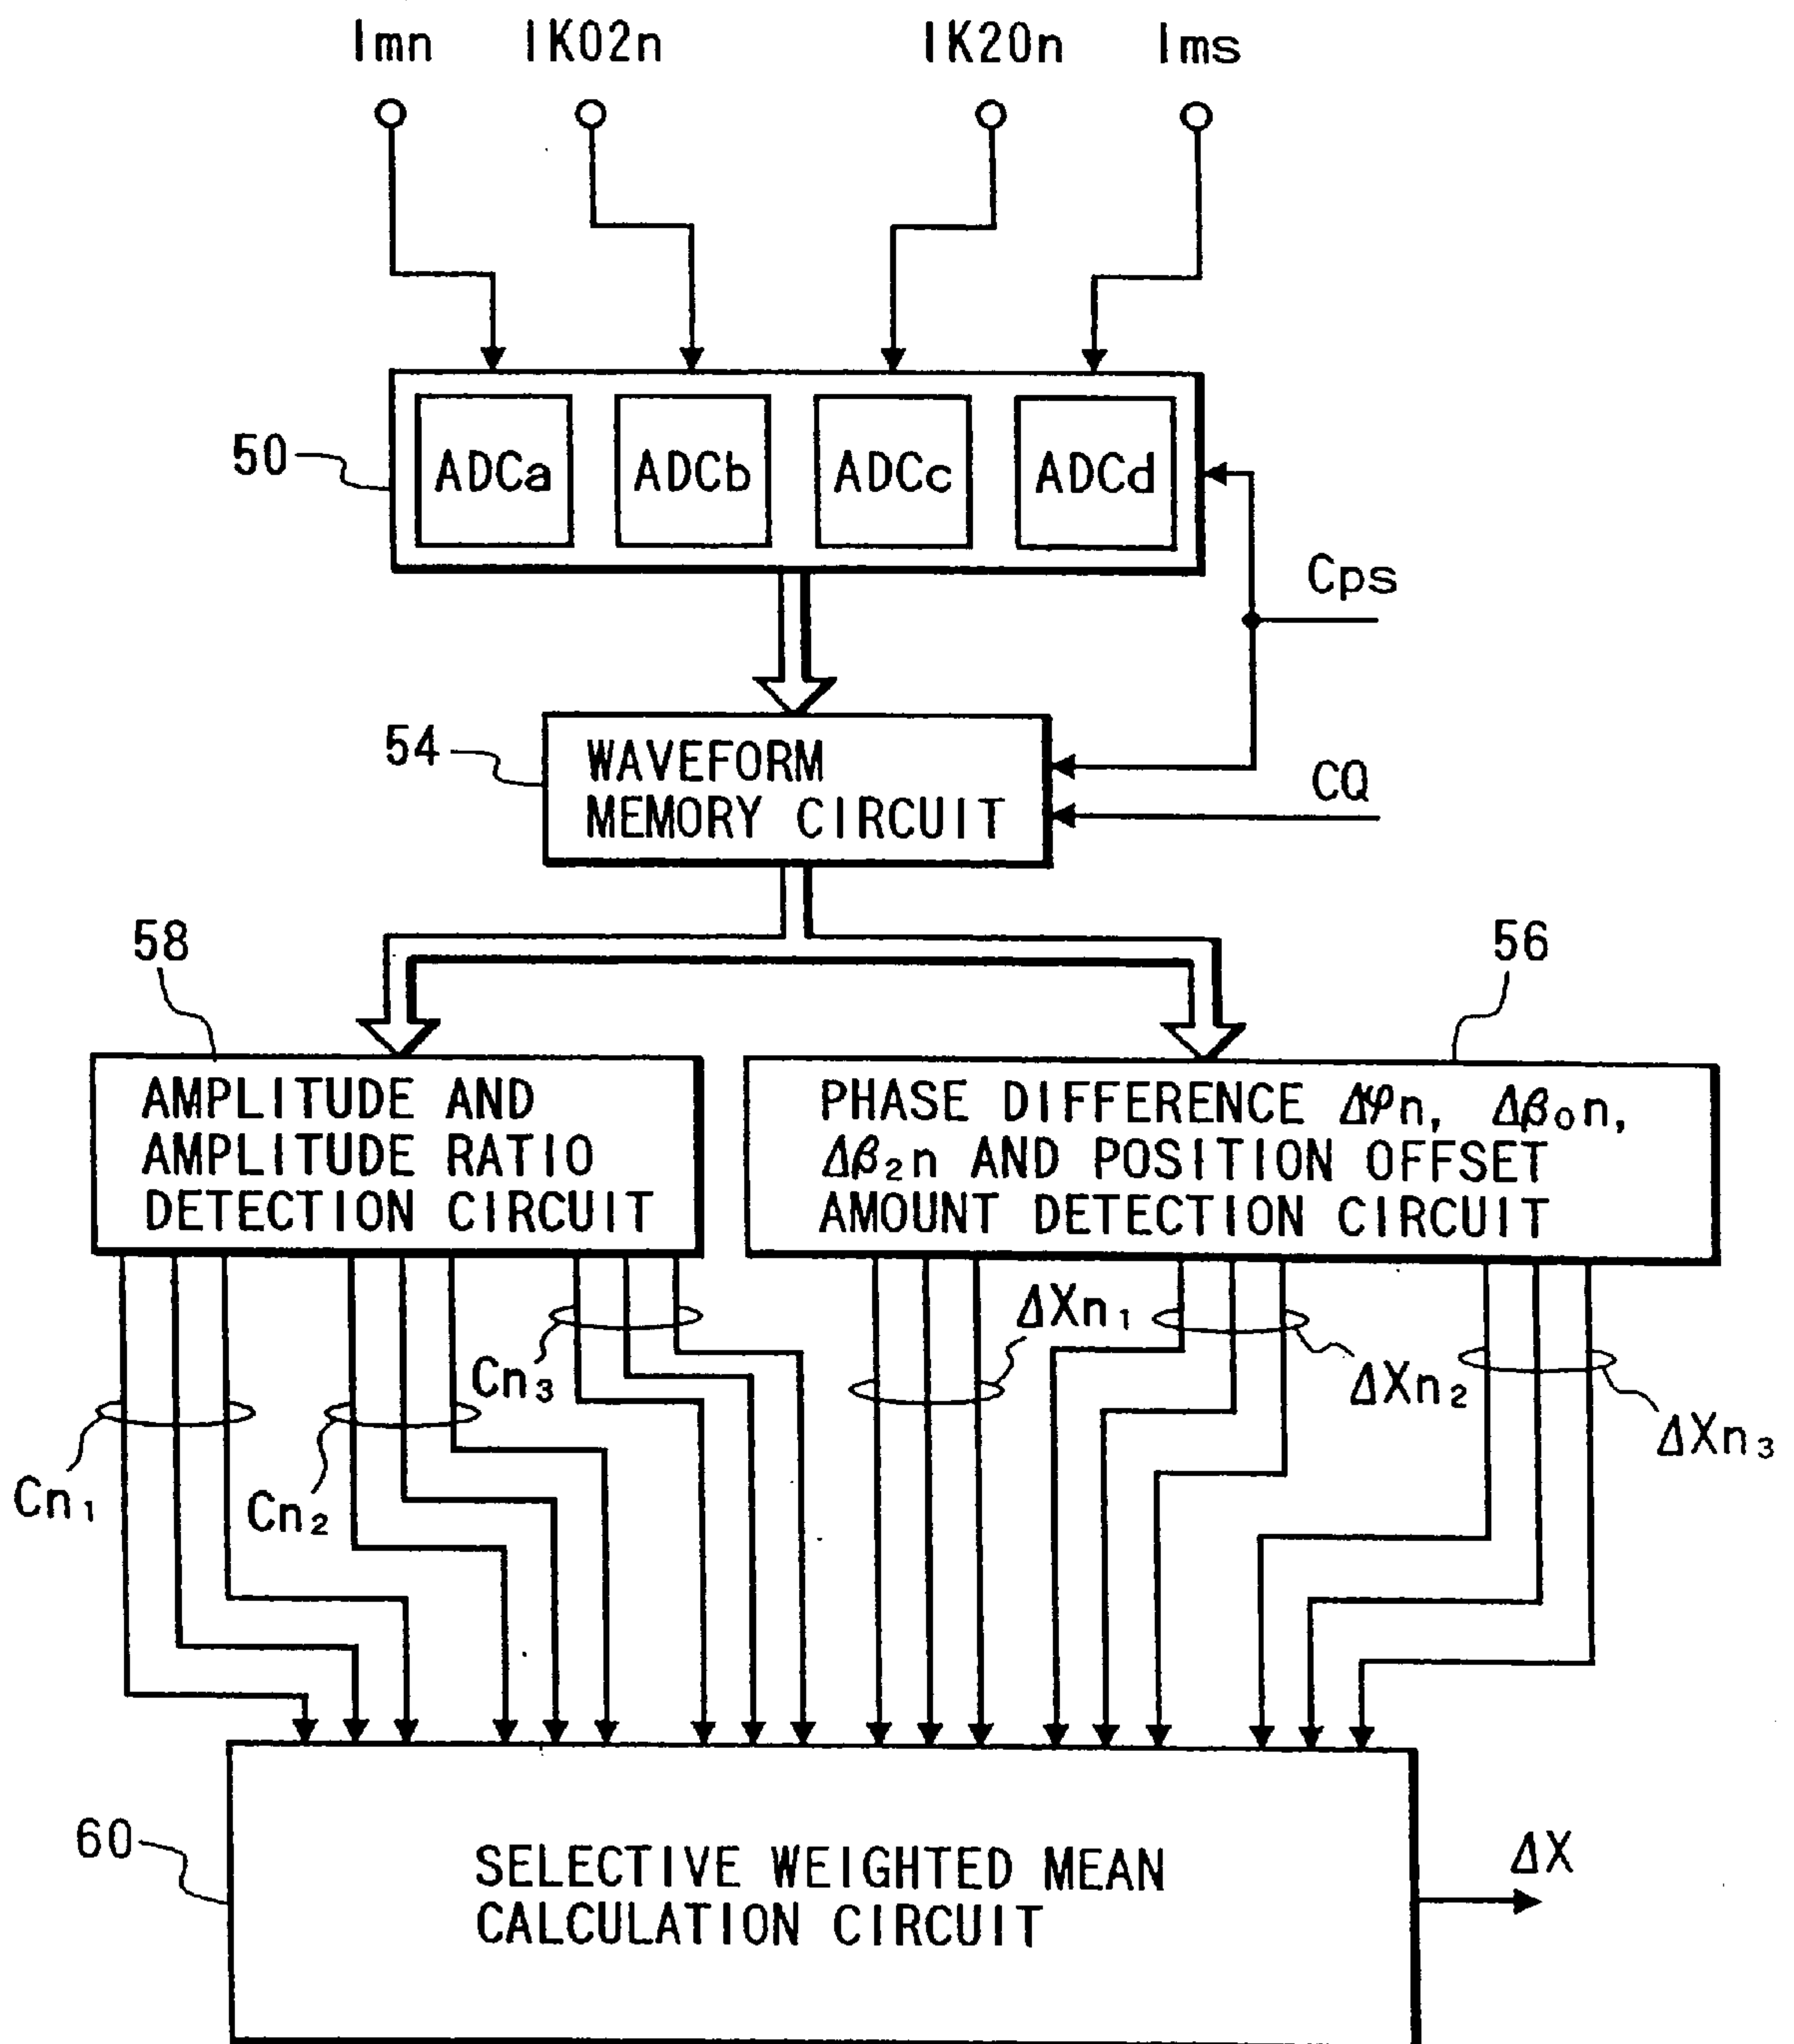 Imn IK02n IK20n Ims
50
ADCa ADCb ADCc ADCd
Cps
54
WAVEFORM
MEMORY CIRCUIT
CQ
58
56
AMPLITUDE AND
AMPLITUDE RATIO
DETECTION CIRCUIT
PHASE DIFFERENCE Δφn, Δβ₀n,
Δβ₂n AND POSITION OFFSET
AMOUNT DETECTION CIRCUIT
Cn₁
Cn₂
Cn₃
ΔXn₁
ΔXn₂
ΔXn₃
60
SELECTIVE WEIGHTED MEAN
CALCULATION CIRCUIT
ΔX